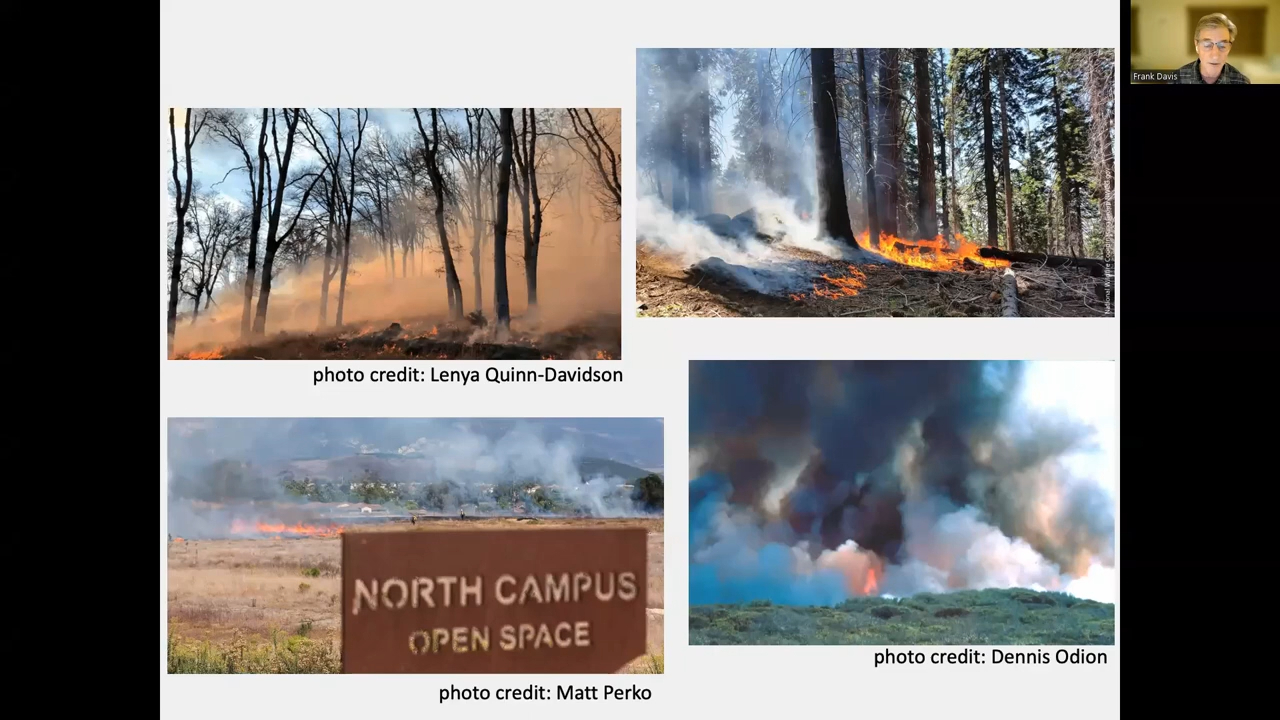 Frank Davis
photo credit: Lenya Quinn-Davidson
NORTH CAMPUS
OPEN SPACE
photo credit: Dennis Odion
photo credit: Matt Perko